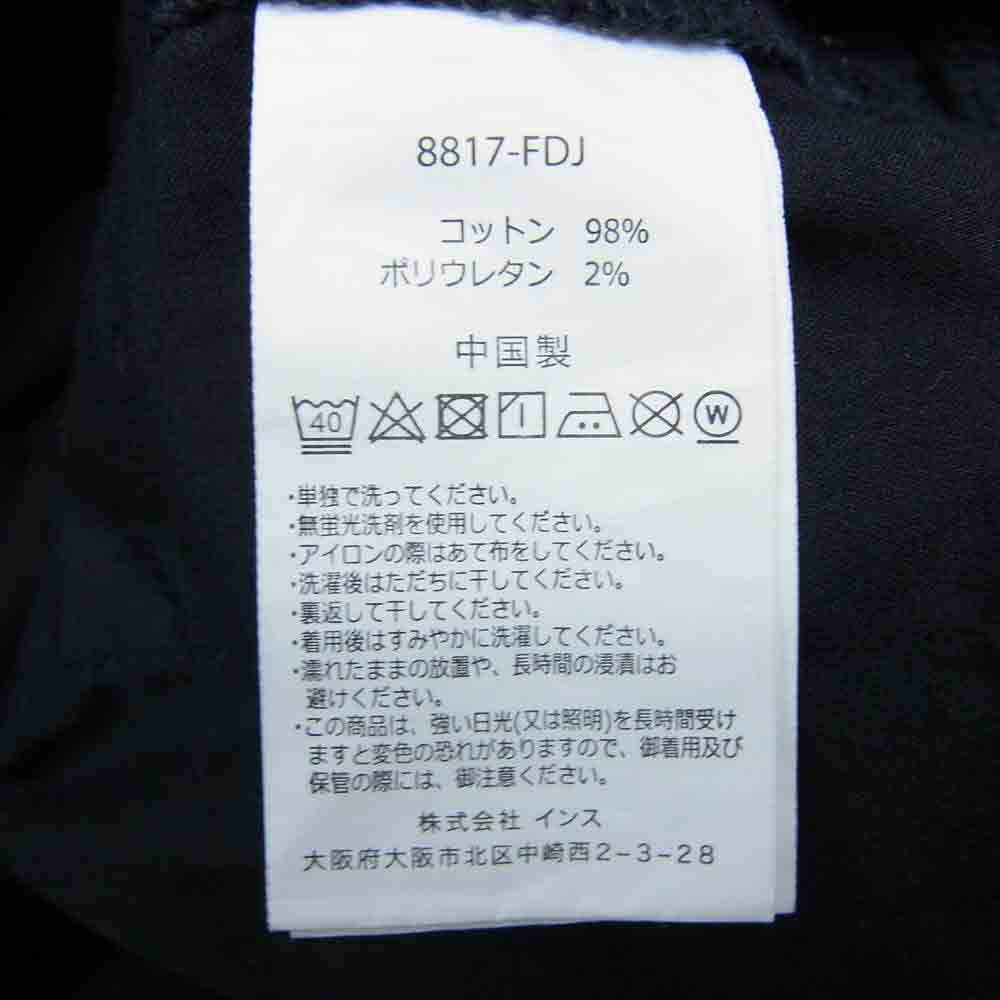 8817-FDJ
コットン 98%
ポリウレタン 2%
中国製
40 W
・単独で洗ってください。
・無蛍光洗剤を使用してください。
・アイロンの際はあて布をしてください。
・洗濯後はただちに干してください。
・裏返して干してください。
・着用後はすみやかに洗濯してください。
・濡れたままの放置や、長時間の浸漬はお
避けください。
・この商品は、強い日光(又は照明)を長時間受け
ますと変色の恐れがありますので、御着用及び
保管の際には、御注意ください。
株式会社 インス
大阪府大阪市北区中崎西2-3-28